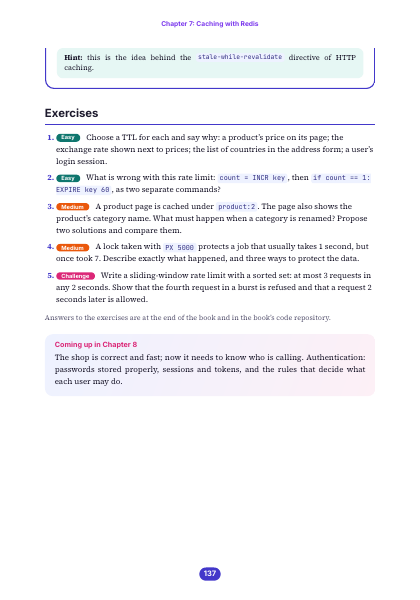 Chapter 7: Caching with Redis
Hint: this is the idea behind the stale-while-revalidate directive of HTTP
caching.
Exercises
1. Easy Choose a TTL for each and say why: a product's price on its page; the
exchange rate shown next to prices; the list of countries in the address form; a user's
login session.
2. Easy What is wrong with this rate limit: count = INCR key, then if count == 1:
EXPIRE key 60, as two separate commands?
3. Medium A product page is cached under product:2. The page also shows the
product's category name. What must happen when a category is renamed? Propose
two solutions and compare them.
4. Medium A lock taken with PX 5000 protects a job that usually takes 1 second, but
once took 7. Describe exactly what happened, and three ways to protect the data.
5. Challenge Write a sliding-window rate limit with a sorted set: at most 3 requests in
any 2 seconds. Show that the fourth request in a burst is refused and that a request 2
seconds later is allowed.
Answers to the exercises are at the end of the book and in the book's code repository.
Coming up in Chapter 8
The shop is correct and fast; now it needs to know who is calling. Authentication:
passwords stored properly, sessions and tokens, and the rules that decide what
each user may do.
137